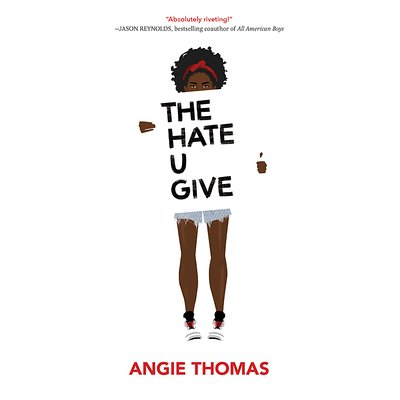 "Absolutely riveting!"
—JASON REYNOLDS, bestselling coauthor of All American Boys
THE
HATE
U
GIVE
ANGIE THOMAS